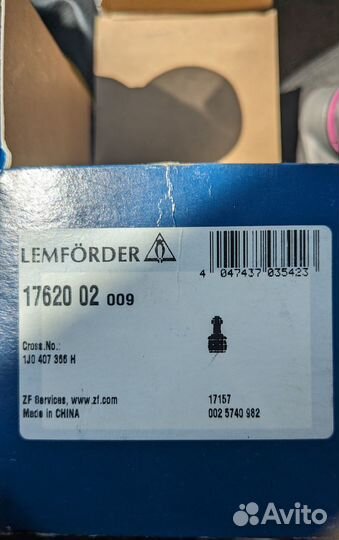 LEMFÖRDER
4 047437 035423
17620 02 009
Cross.No.:
1J0 407 366 H
ZF Services, www.zf.com 17157
Made in CHINA 002 5740 982
Avito